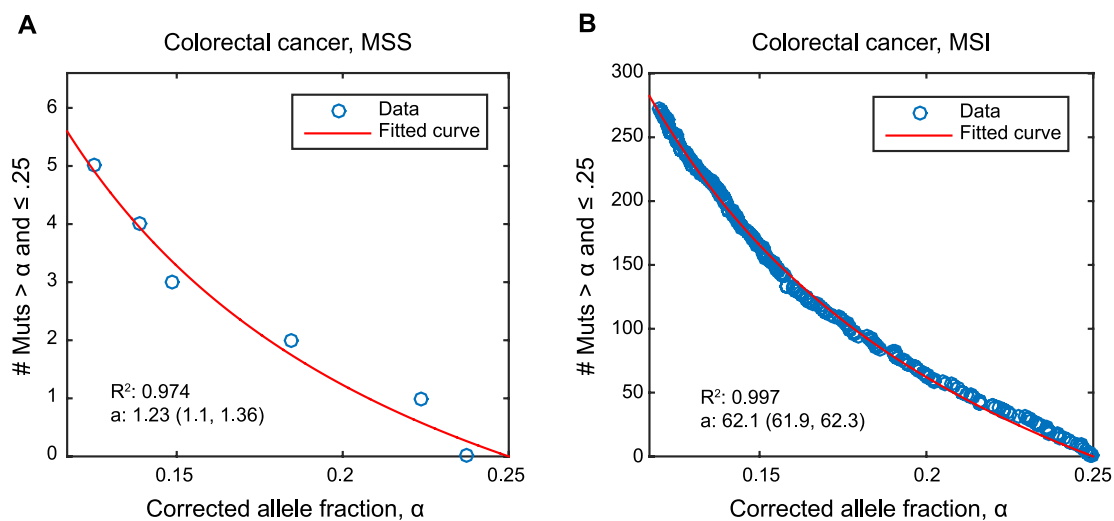 A
Colorectal cancer, MSS
# Muts > α and ≤ .25
6
5
4
3
2
1
0
Data
Fitted curve
R²: 0.974
a: 1.23 (1.1, 1.36)
0.15
0.2
0.25
Corrected allele fraction, α
B
Colorectal cancer, MSI
# Muts > α and ≤ .25
300
250
200
150
100
50
0
Data
Fitted curve
R²: 0.997
a: 62.1 (61.9, 62.3)
0.15
0.2
0.25
Corrected allele fraction, α